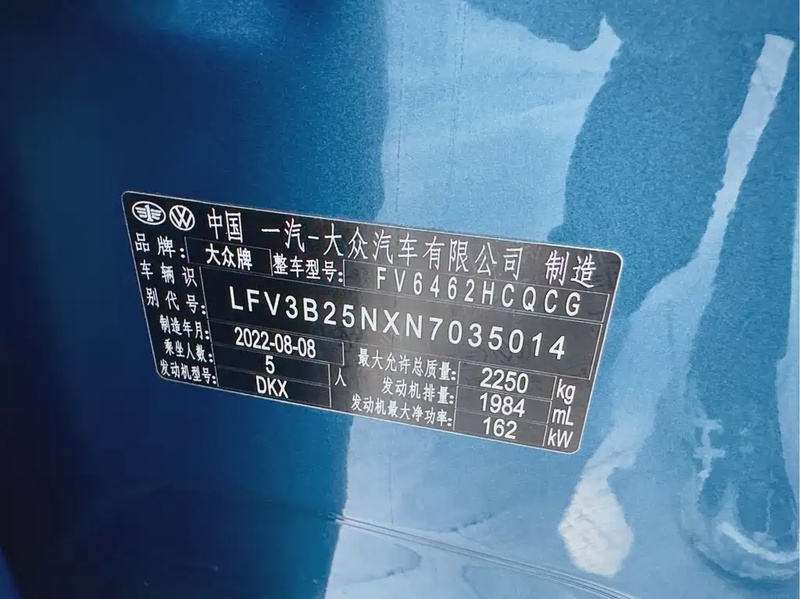 中国 一汽-大众汽车有限公司 制造
品牌: 大众牌 整车型号: FV6462HCQCG
车辆识别代号: LFV3B25NXN7035014
制造年月: 2022-08-08 最大允许总质量: 2250 kg
乘坐人数: 5 人 发动机排量: 1984 mL
发动机型号: DKX 发动机最大净功率: 162 kW